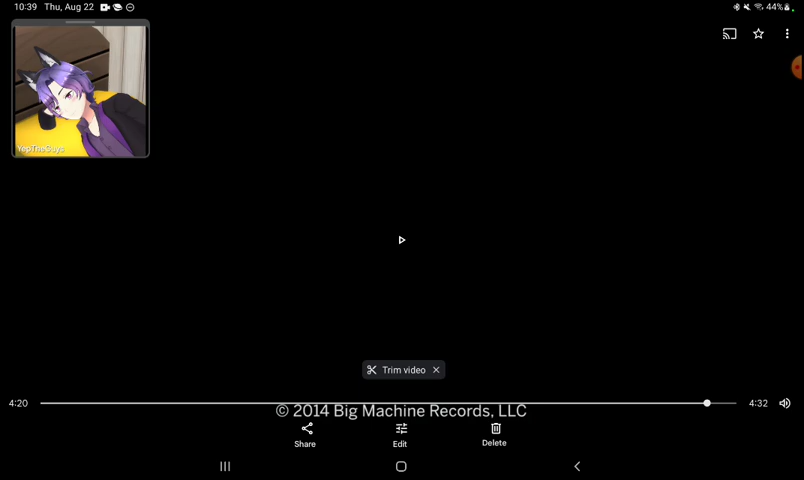 10:39 Thu, Aug 22
44%
YepTheGuys
Trim video
4:20
4:32
© 2014 Big Machine Records, LLC
Share
Edit
Delete